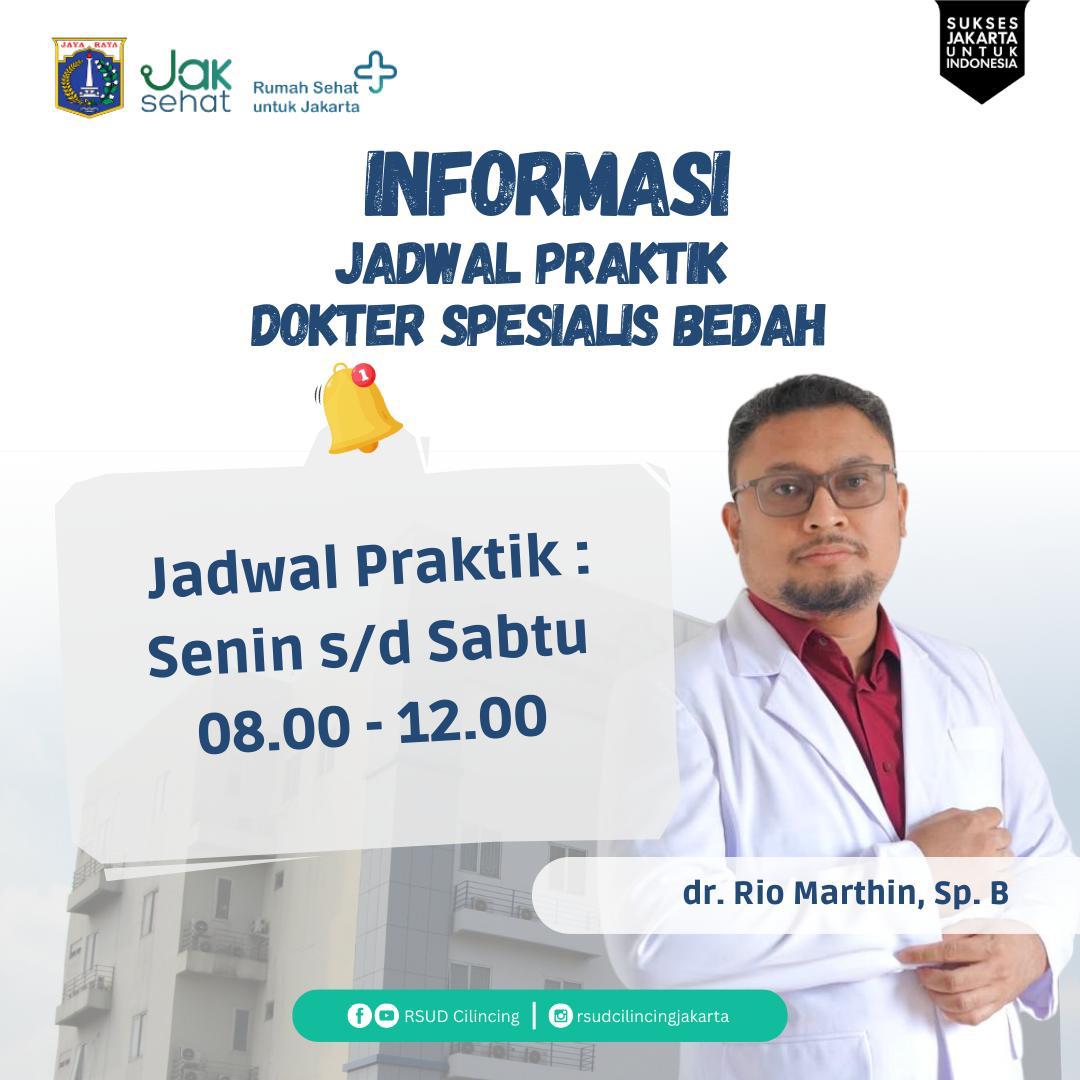 JAYA RAYA
Jak
sehat
Rumah Sehat
untuk Jakarta
SUKSES
JAKARTA
UNTUK
INDONESIA
INFORMASI
JADWAL PRAKTIK
DOKTER SPESIALIS BEDAH
1
Jadwal Praktik :
Senin s/d Sabtu
08.00 - 12.00
dr. Rio Marthin, Sp. B
RSUD Cilincing | rsudcilincingjakarta